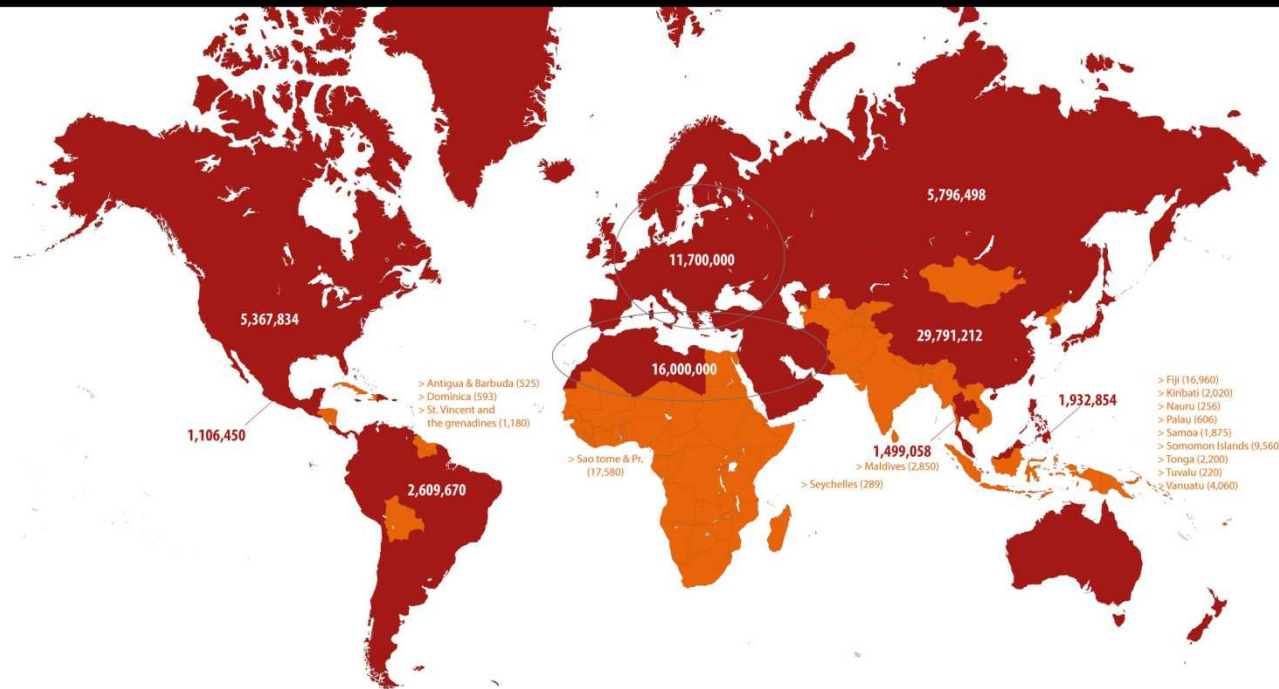 5,796,498
11,700,000
5,367,834
29,791,212
16,000,000
> Antigua & Barbuda (525)
> Dominica (593)
> St. Vincent and
the grenadines (1,180)
1,106,450
2,609,670
> Sao tome & Pr.
(17,580)
> Seychelles (289)
1,499,058
> Maldives (2,850)
1,932,854
> Fiji (16,960)
> Kiribati (2,020)
> Nauru (256)
> Palau (606)
> Samoa (1,875)
> Somomon Islands (9,560)
> Tonga (2,200)
> Tuvalu (220)
> Vanuatu (4,060)